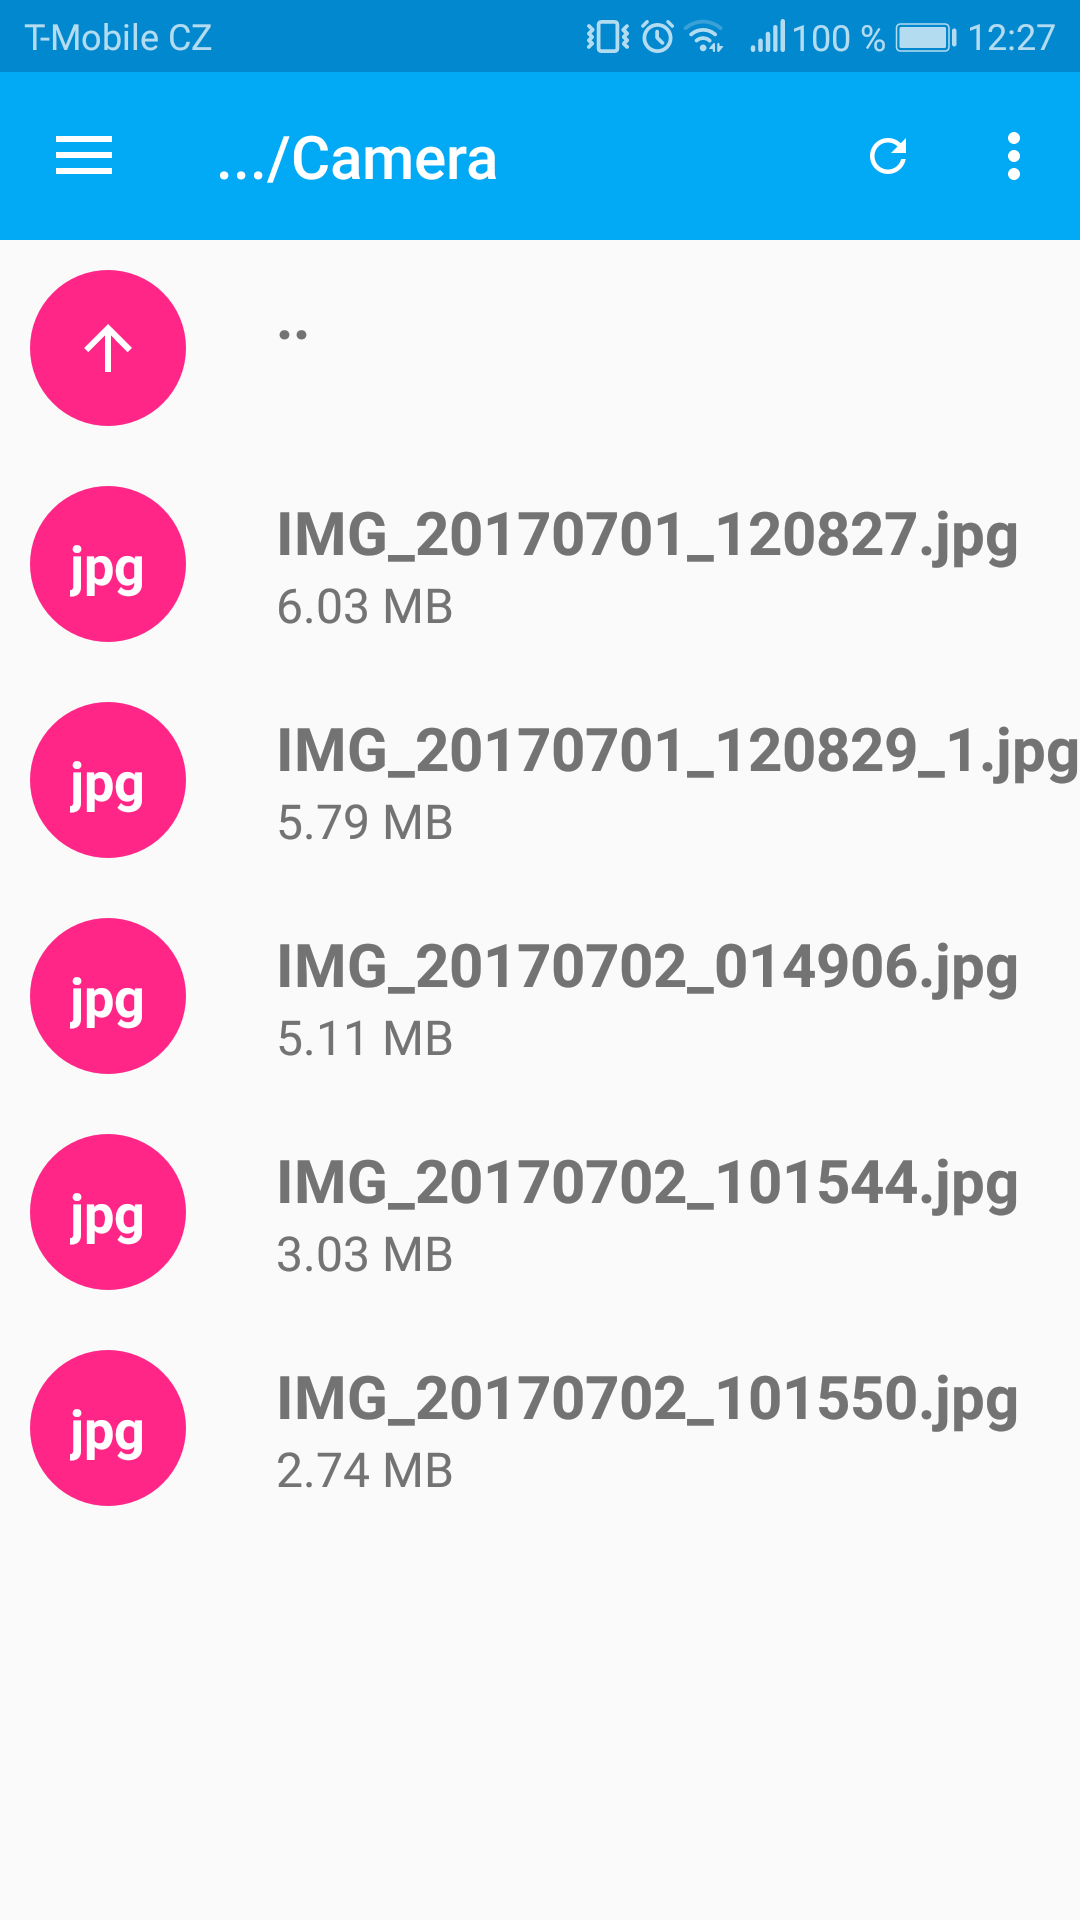 T-Mobile CZ 100 % 12:27
.../Camera
..
jpg IMG_20170701_120827.jpg
6.03 MB
jpg IMG_20170701_120829_1.jpg
5.79 MB
jpg IMG_20170702_014906.jpg
5.11 MB
jpg IMG_20170702_101544.jpg
3.03 MB
jpg IMG_20170702_101550.jpg
2.74 MB